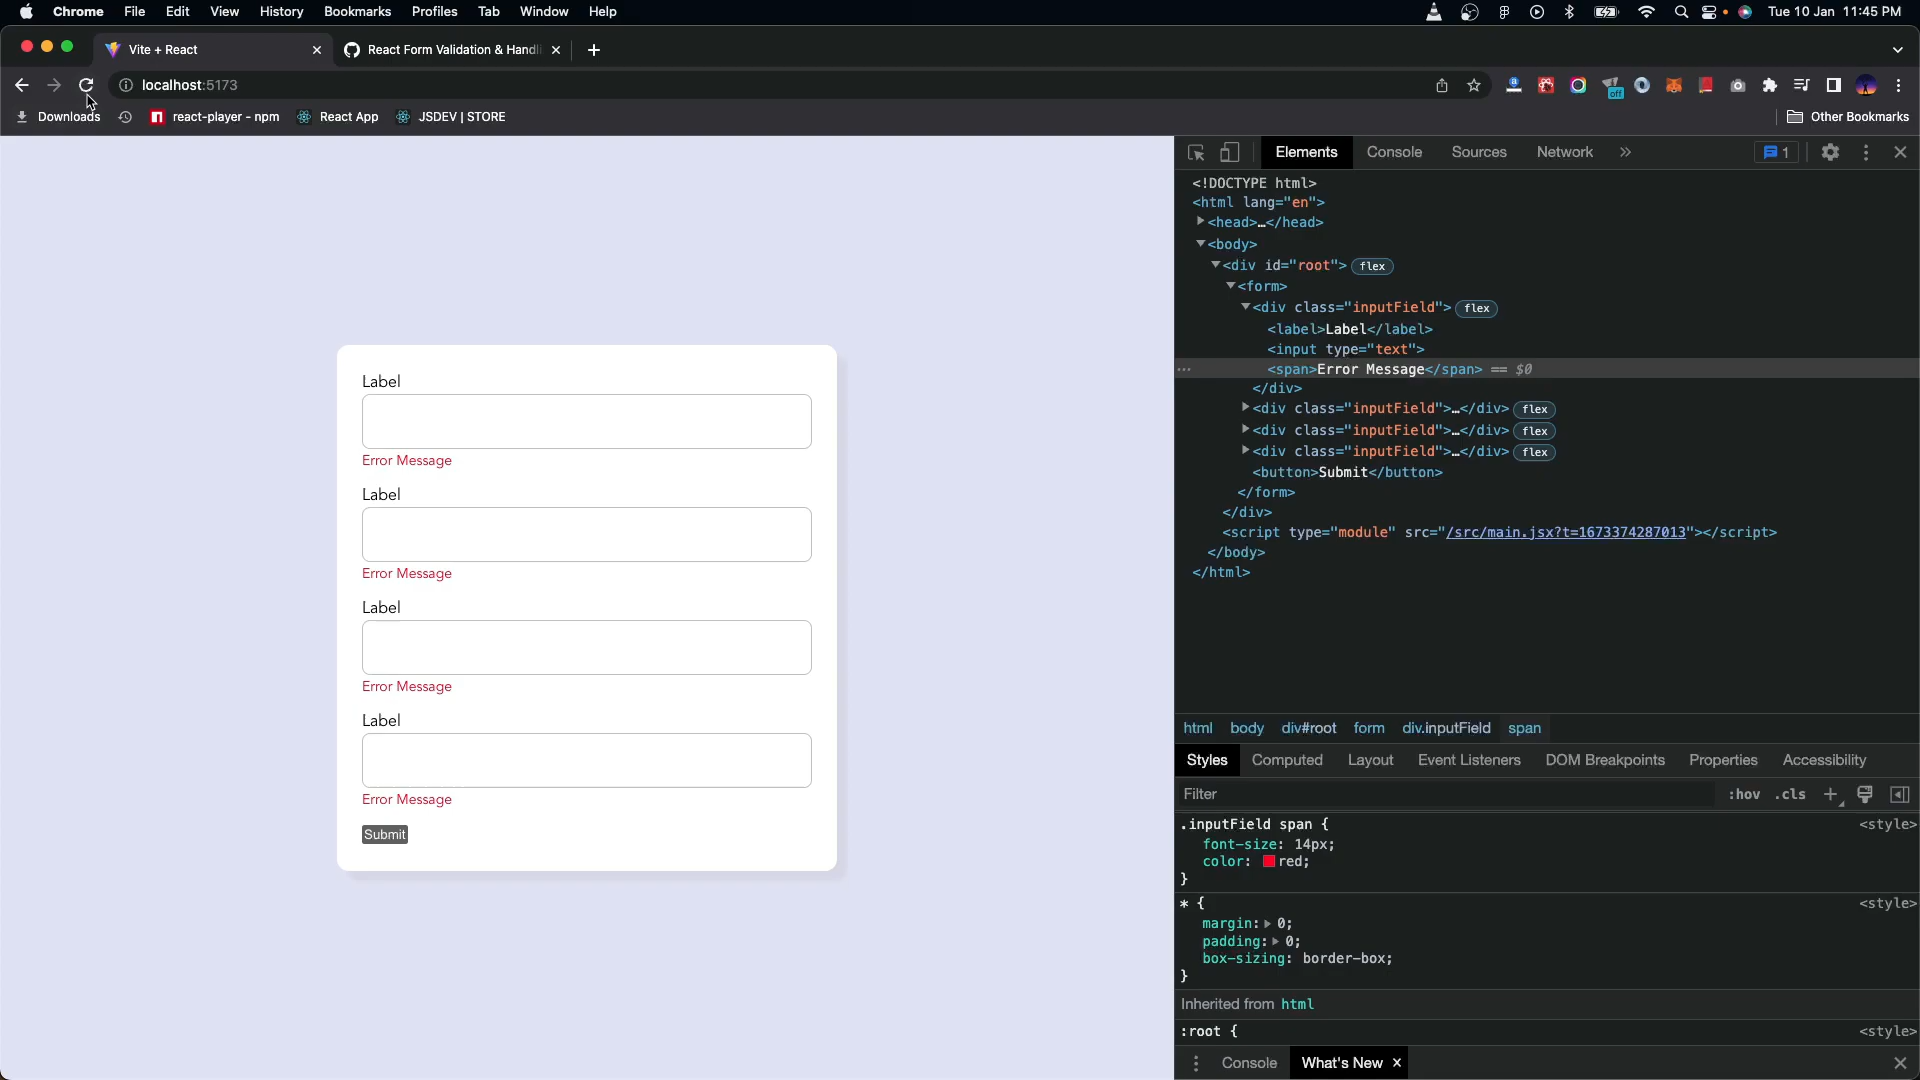 Chrome File Edit View History Bookmarks Profiles Tab Window Help Tue 10 Jan 11:45 PM
Vite + React React Form Validation & Handli
localhost:5173
off
Downloads react-player - npm React App JSDEV | STORE Other Bookmarks
Elements Console Sources Network 1
<!DOCTYPE html>
<html lang="en">
<head>…</head>
<body>
<div id="root"> flex
<form>
<div class="inputField"> flex
<label>Label</label>
<input type="text">
<span>Error Message</span> == $0
</div>
<div class="inputField">…</div> flex
<div class="inputField">…</div> flex
<div class="inputField">…</div> flex
<button>Submit</button>
</form>
</div>
<script type="module" src="/src/main.jsx?t=1673374287013"></script>
</body>
</html>
Label
Error Message
Label
Error Message
Label
Error Message
Label
Error Message
Submit
html body div#root form div.inputField span
Styles Computed Layout Event Listeners DOM Breakpoints Properties Accessibility
Filter :hov .cls
.inputField span { <style>
font-size: 14px;
color: red;
}
* { <style>
margin: 0;
padding: 0;
box-sizing: border-box;
}
Inherited from html
:root { <style>
Console What's New